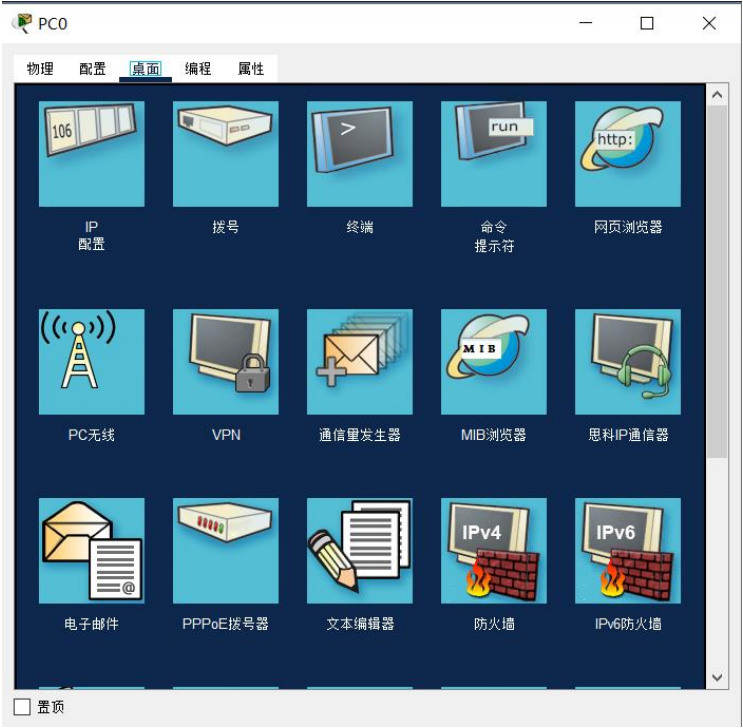 PC0
物理 配置 桌面 编程 属性
106
>
run
http:
IP
配置
拨号
终端
命令
提示符
网页浏览器
MIB
PC无线
VPN
通信量发生器
MIB浏览器
思科IP通信器
@
IPv4
IPv6
电子邮件
PPPoE拨号器
文本编辑器
防火墙
IPv6防火墙
置顶